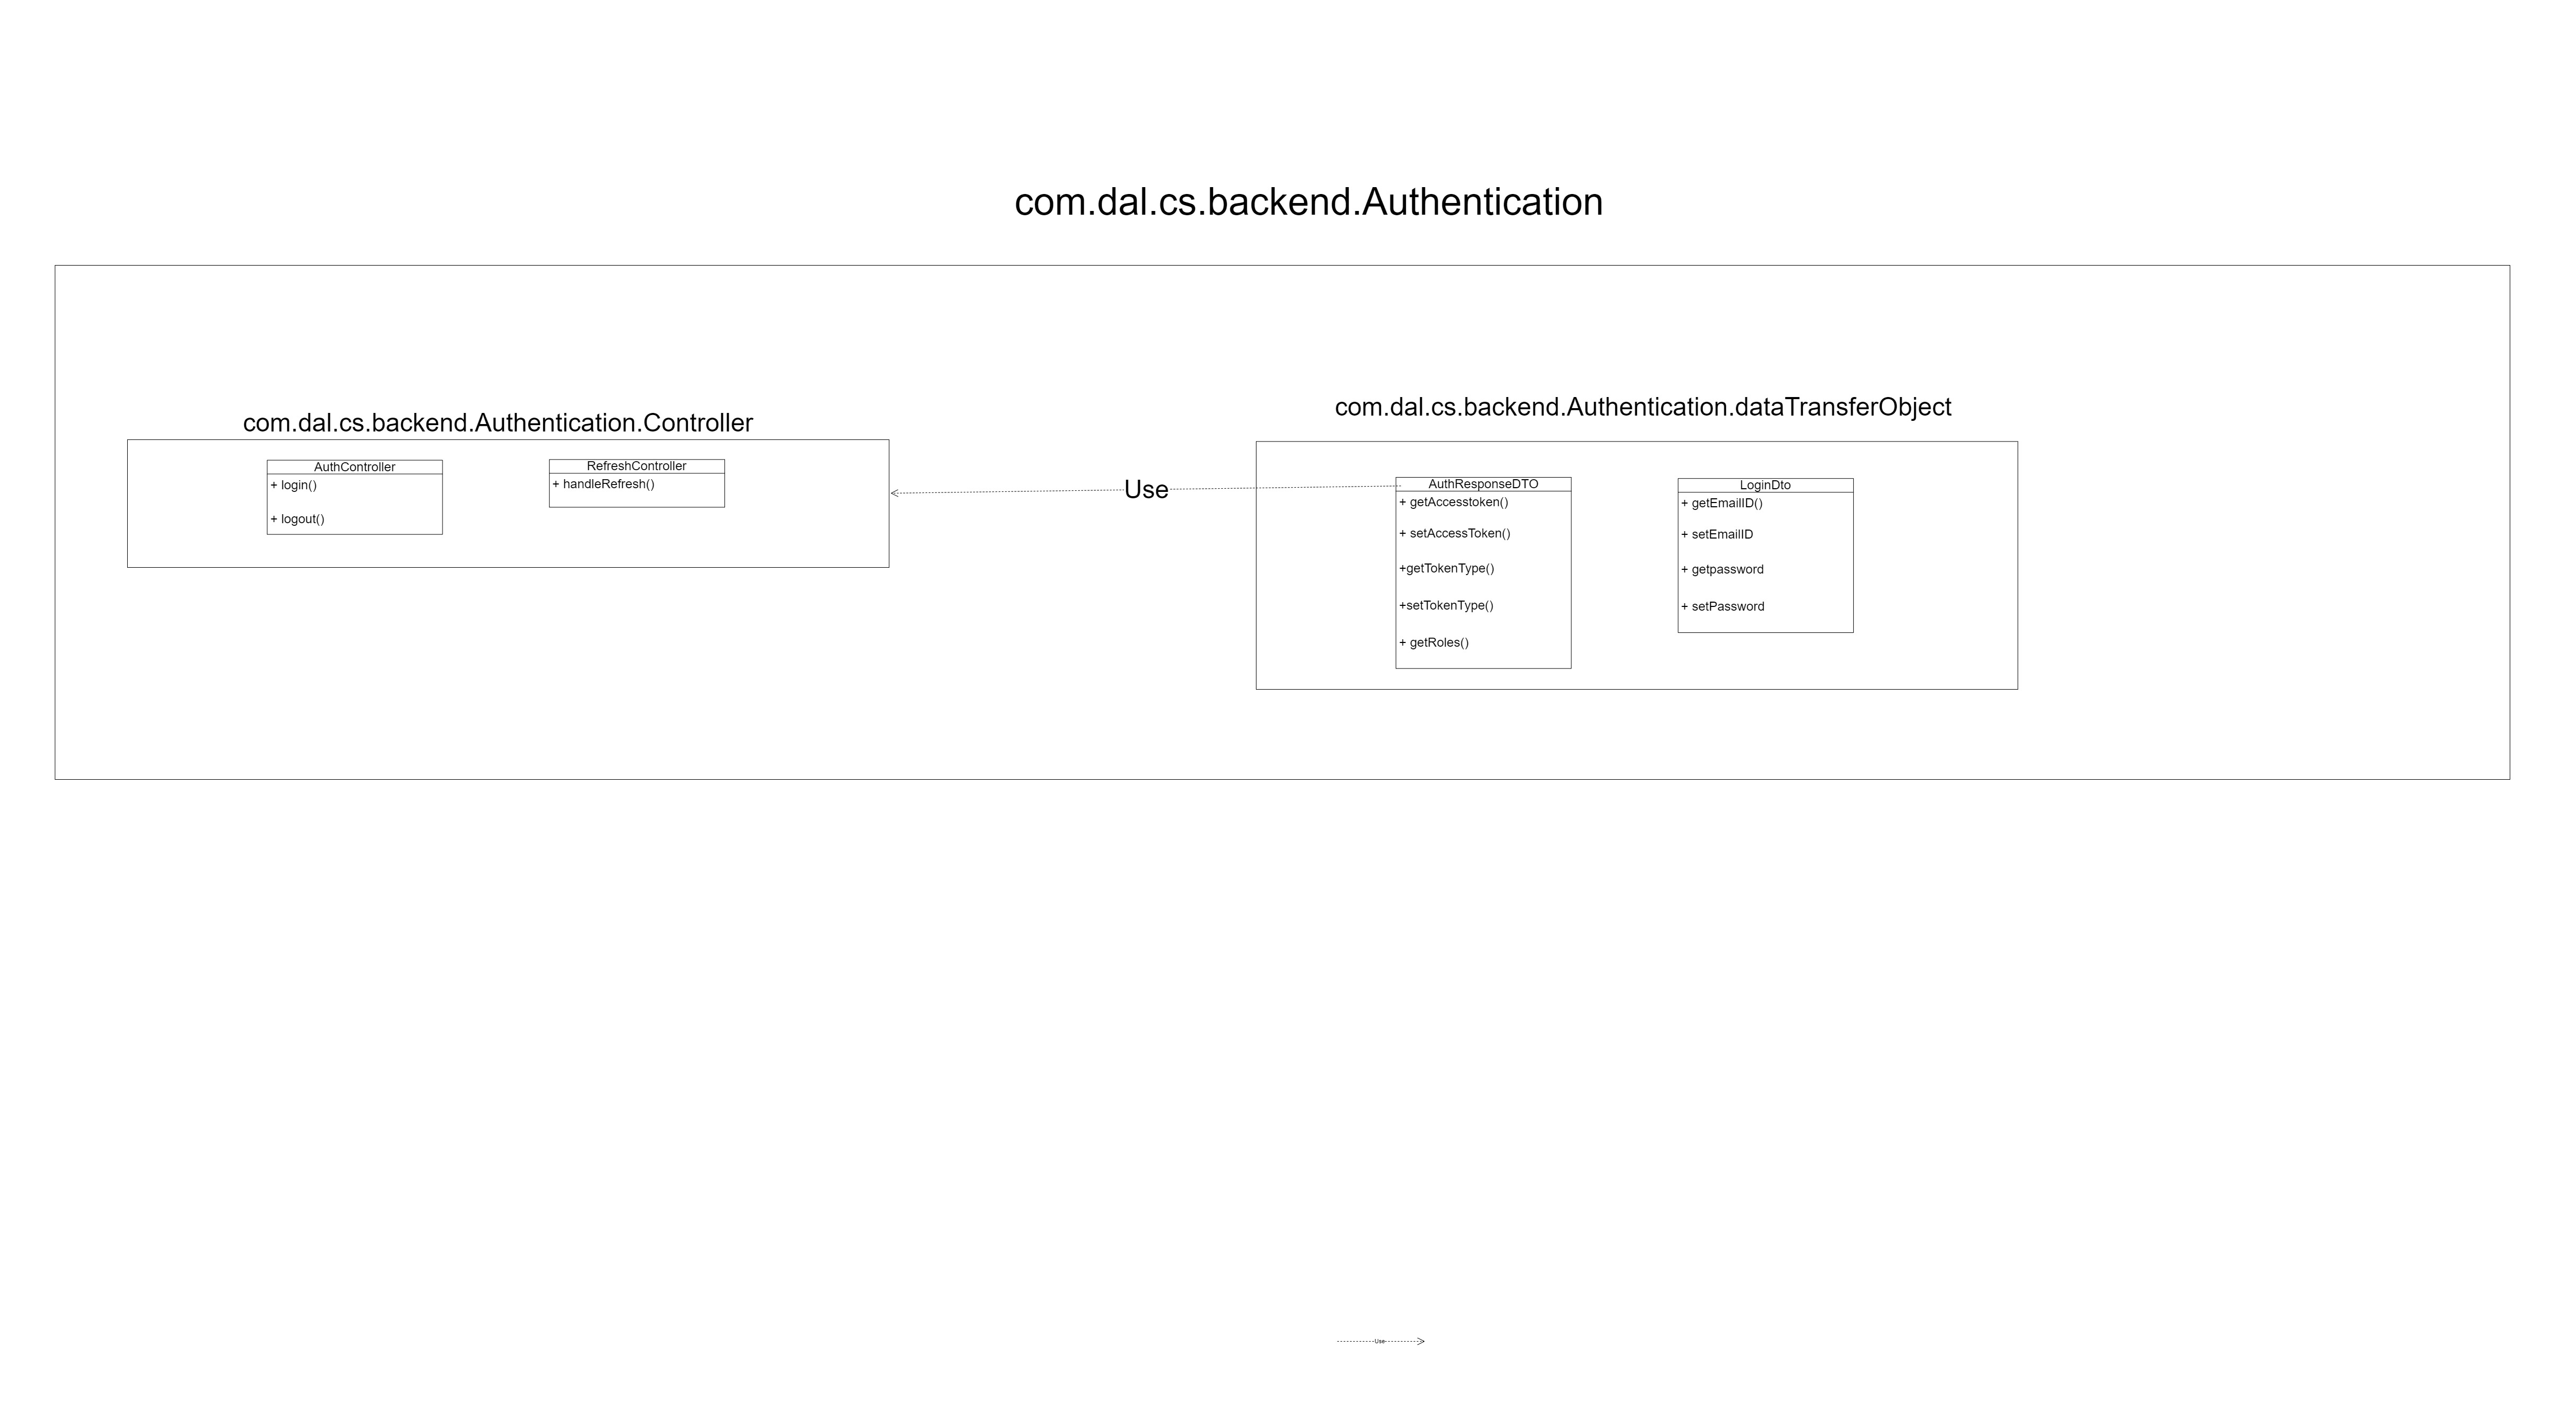 com.dal.cs.backend.Authentication
com.dal.cs.backend.Authentication.Controller
AuthController
+ login()
+ logout()
RefreshController
+ handleRefresh()
Use
com.dal.cs.backend.Authentication.dataTransferObject
AuthResponseDTO
+ getAccesstoken()
+ setAccessToken()
+getTokenType()
+setTokenType()
+ getRoles()
LoginDto
+ getEmailID()
+ setEmailID
+ getpassword
+ setPassword
Use